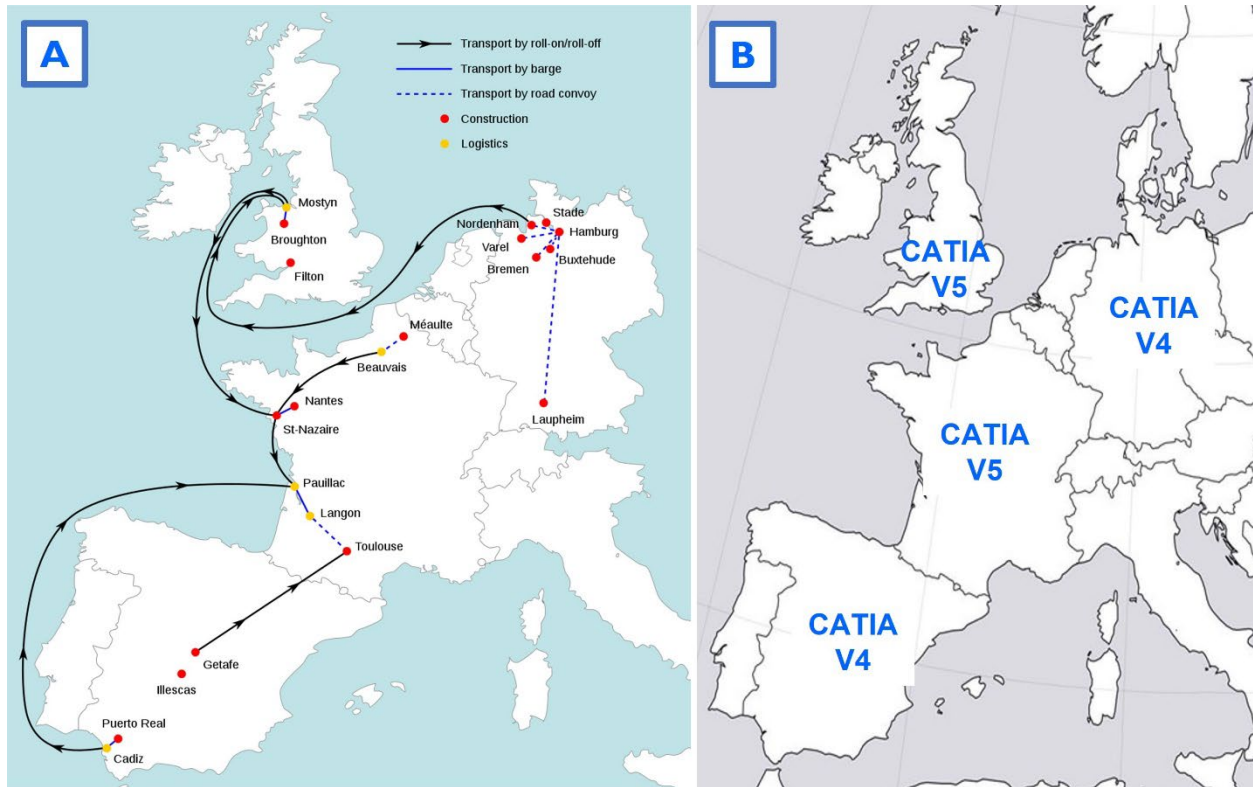 A
Transport by roll-on/roll-off
Transport by barge
Transport by road convoy
Construction
Logistics
Mostyn
Broughton
Filton
Stade
Nordenham
Hamburg
Varel
Buxtehude
Bremen
Méaulte
Beauvais
Nantes
St-Nazaire
Laupheim
Pauillac
Langon
Toulouse
Getafe
Illescas
Puerto Real
Cadiz
B
CATIA
V5
CATIA
V4
CATIA
V5
CATIA
V4